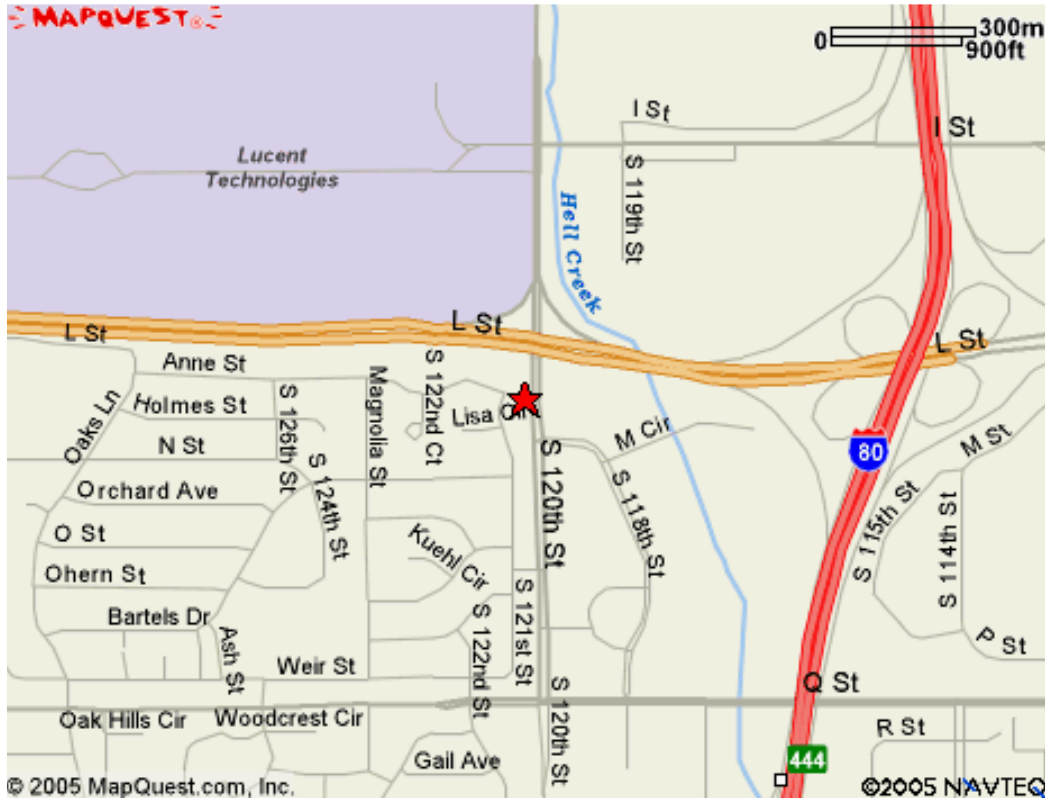 MAPQUEST®
0
300m
900ft
I St
I St
Lucent
Technologies
S 119th St
Hell Creek
L St
L St
L St
Anne St
Holmes St
Oaks Ln
N St
S 126th St
Magnolia St
S 122nd Ct
Lisa Cir
M Cir
80
M St
Orchard Ave
S 124th St
S 120th St
S 118th St
S 115th St
S 114th St
O St
Kuehl Cir
Ohern St
Bartels Dr
Ash St
Weir St
S 122nd St
S 121st St
P St
Q St
S 120th St
Oak Hills Cir
Woodcrest Cir
R St
Gail Ave
444
© 2005 MapQuest.com, Inc.
©2005 NAVTEQ